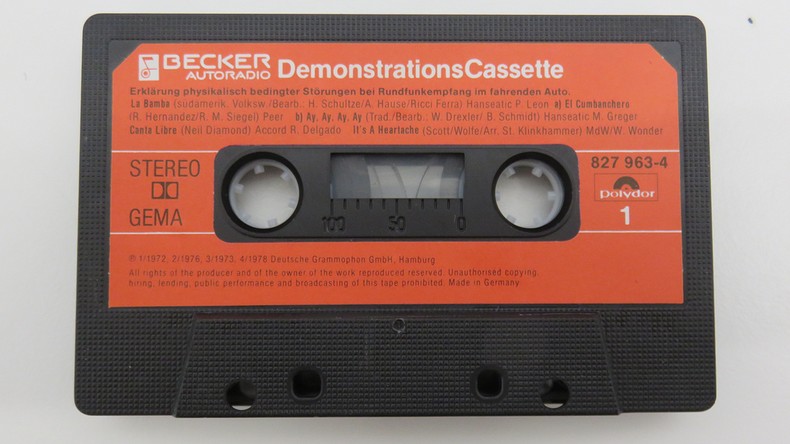 BECKER
AUTORADIO DemonstrationsCassette
Erklärung physikalisch bedingter Störungen bei Rundfunkempfang im fahrenden Auto.
La Bamba (südamerik. Volksw./Bearb.: H. Schultze/A. Hause/Ricci Ferra) Hanseatic P. Leon a) El Cumbanchero
(R. Hernandez/R. M. Siegel) Peer b) Ay, Ay, Ay, Ay (Trad./Bearb.: W. Drexler/B. Schmidt) Hanseatic M. Greger
Canta Libre (Neil Diamond) Accord R. Delgado It's A Heartache (Scott/Wolfe/Arr. St. Klinkhammer) MdW/W. Wonder
STEREO
GEMA
827 963-4
Polydor
1
100 50 0
℗ 1/1972, 2/1976, 3/1973, 4/1978 Deutsche Grammophon GmbH, Hamburg
All rights of the producer and of the owner of the work reproduced reserved. Unauthorised copying,
hiring, lending, public performance and broadcasting of this tape prohibited. Made in Germany